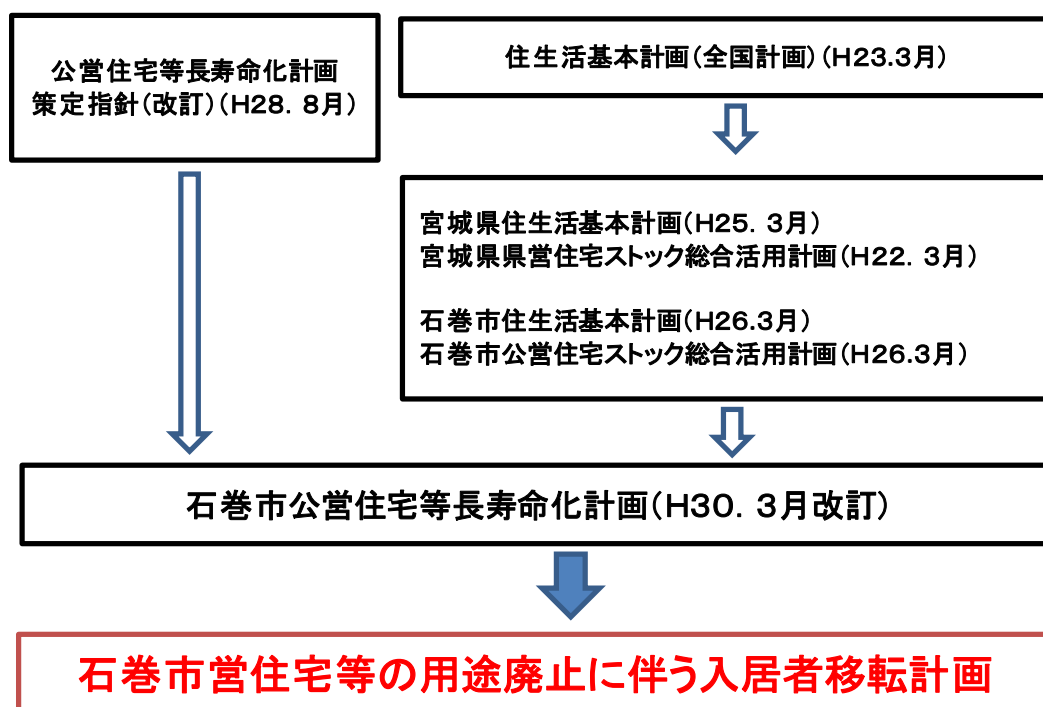 公営住宅等長寿命化計画
策定指針(改訂)(H28. 8月)
住生活基本計画(全国計画)(H23.3月)
宮城県住生活基本計画(H25. 3月)
宮城県県営住宅ストック総合活用計画(H22. 3月)
石巻市住生活基本計画(H26.3月)
石巻市公営住宅ストック総合活用計画(H26.3月)
石巻市公営住宅等長寿命化計画(H30. 3月改訂)
石巻市営住宅等の用途廃止に伴う入居者移転計画